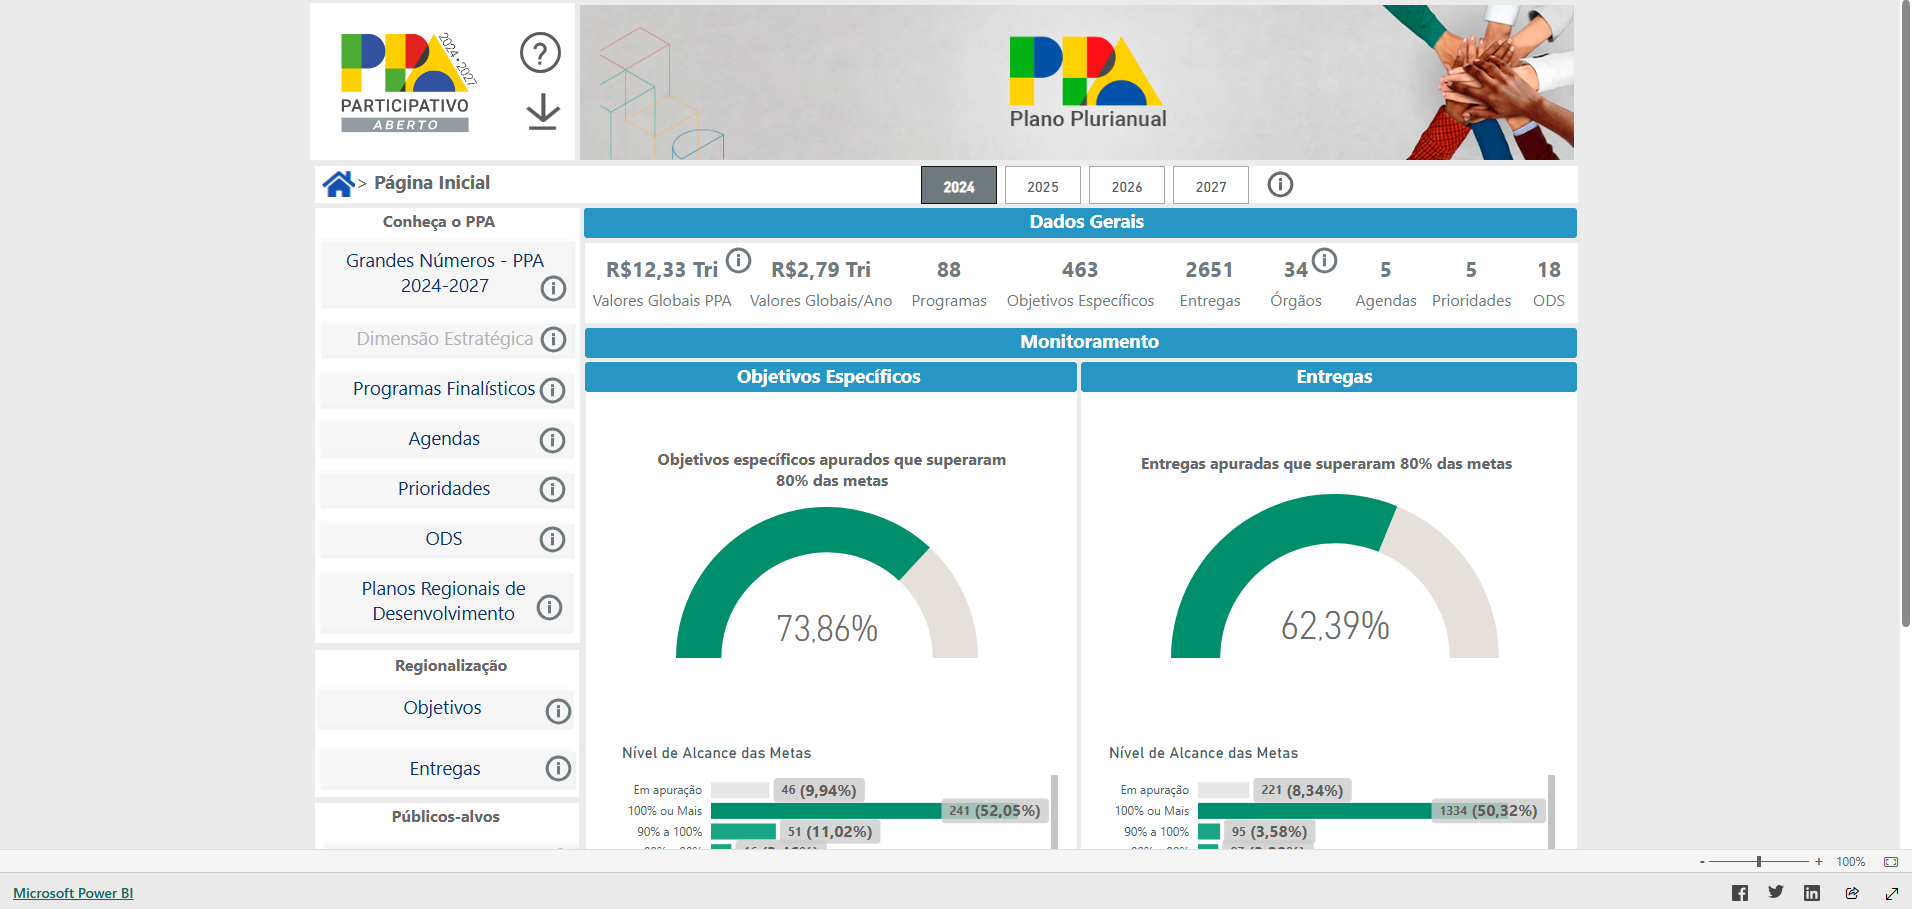 2024·2027
PARTICIPATIVO
ABERTO
?
Plano Plurianual
> Página Inicial
2024
2025
2026
2027
Conheça o PPA
Grandes Números - PPA
2024-2027
Dimensão Estratégica
Programas Finalísticos
Agendas
Prioridades
ODS
Planos Regionais de
Desenvolvimento
Regionalização
Objetivos
Entregas
Públicos-alvos
Dados Gerais
R$12,33 Tri
Valores Globais PPA
R$2,79 Tri
Valores Globais/Ano
88
Programas
463
Objetivos Específicos
2651
Entregas
34
Órgãos
5
Agendas
5
Prioridades
18
ODS
Monitoramento
Objetivos Específicos
Objetivos específicos apurados que superaram
80% das metas
73,86%
Nível de Alcance das Metas
Em apuração 46 (9,94%)
100% ou Mais 241 (52,05%)
90% a 100% 51 (11,02%)
Entregas
Entregas apuradas que superaram 80% das metas
62,39%
Nível de Alcance das Metas
Em apuração 221 (8,34%)
100% ou Mais 1334 (50,32%)
90% a 100% 95 (3,58%)
- + 100%
Microsoft Power BI